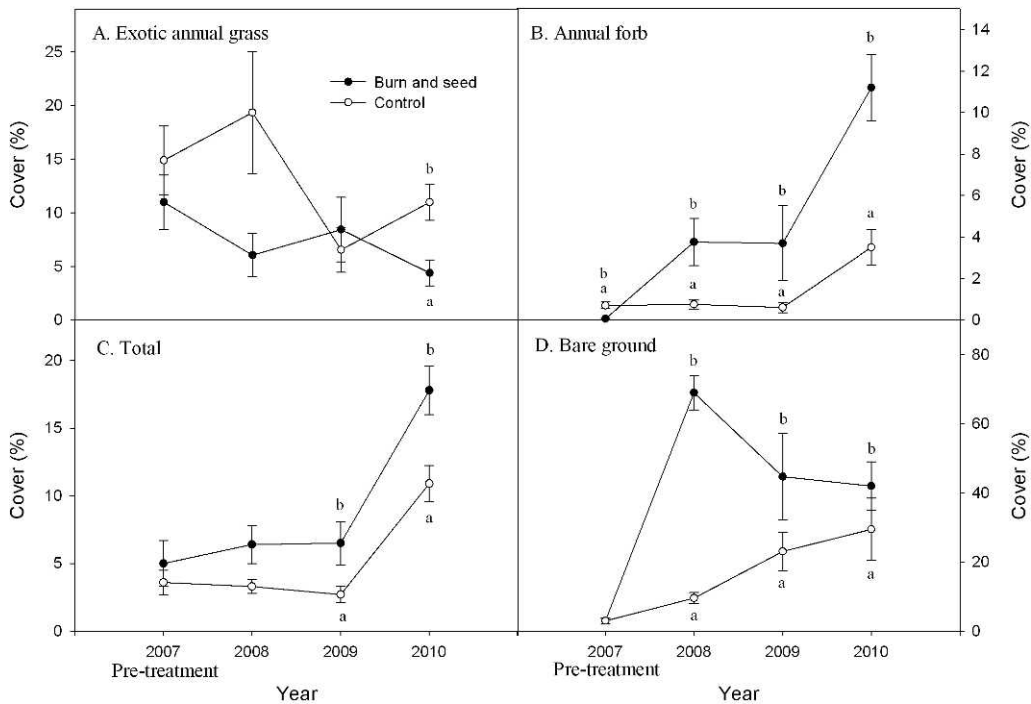 A. Exotic annual grass
B. Annual forb
Burn and seed
Control
25
20
15
10
5
0
Cover (%)
b
a
14
12
10
8
6
4
2
0
Cover (%)
b
a
b
a
b
a
b
a
C. Total
D. Bare ground
20
15
10
5
0
Cover (%)
b
a
b
a
80
60
40
20
0
Cover (%)
b
a
b
a
b
a
2007 2008 2009 2010
Pre-treatment
Year
2007 2008 2009 2010
Pre-treatment
Year